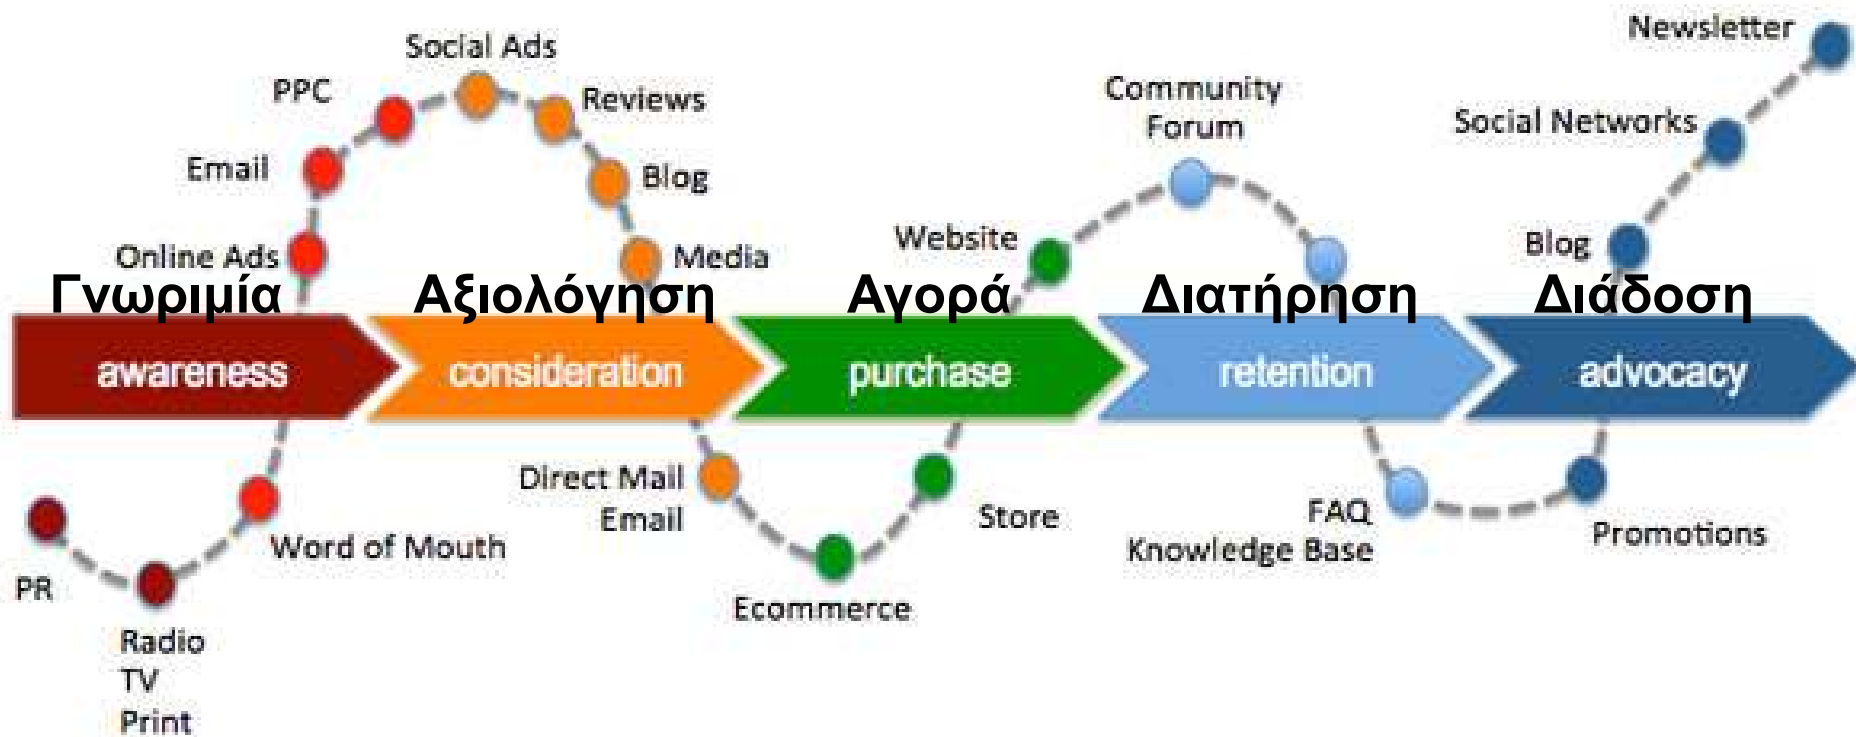 Newsletter
Social Ads
PPC
Reviews
Community
Forum
Social Networks
Email
Blog
Website
Blog
Online Ads
Media
Γνωριμία
Αξιολόγηση
Αγορά
Διατήρηση
Διάδοση
awareness
consideration
purchase
retention
advocacy
Direct Mail
Email
Store
FAQ
Knowledge Base
Promotions
Word of Mouth
PR
Ecommerce
Radio
TV
Print